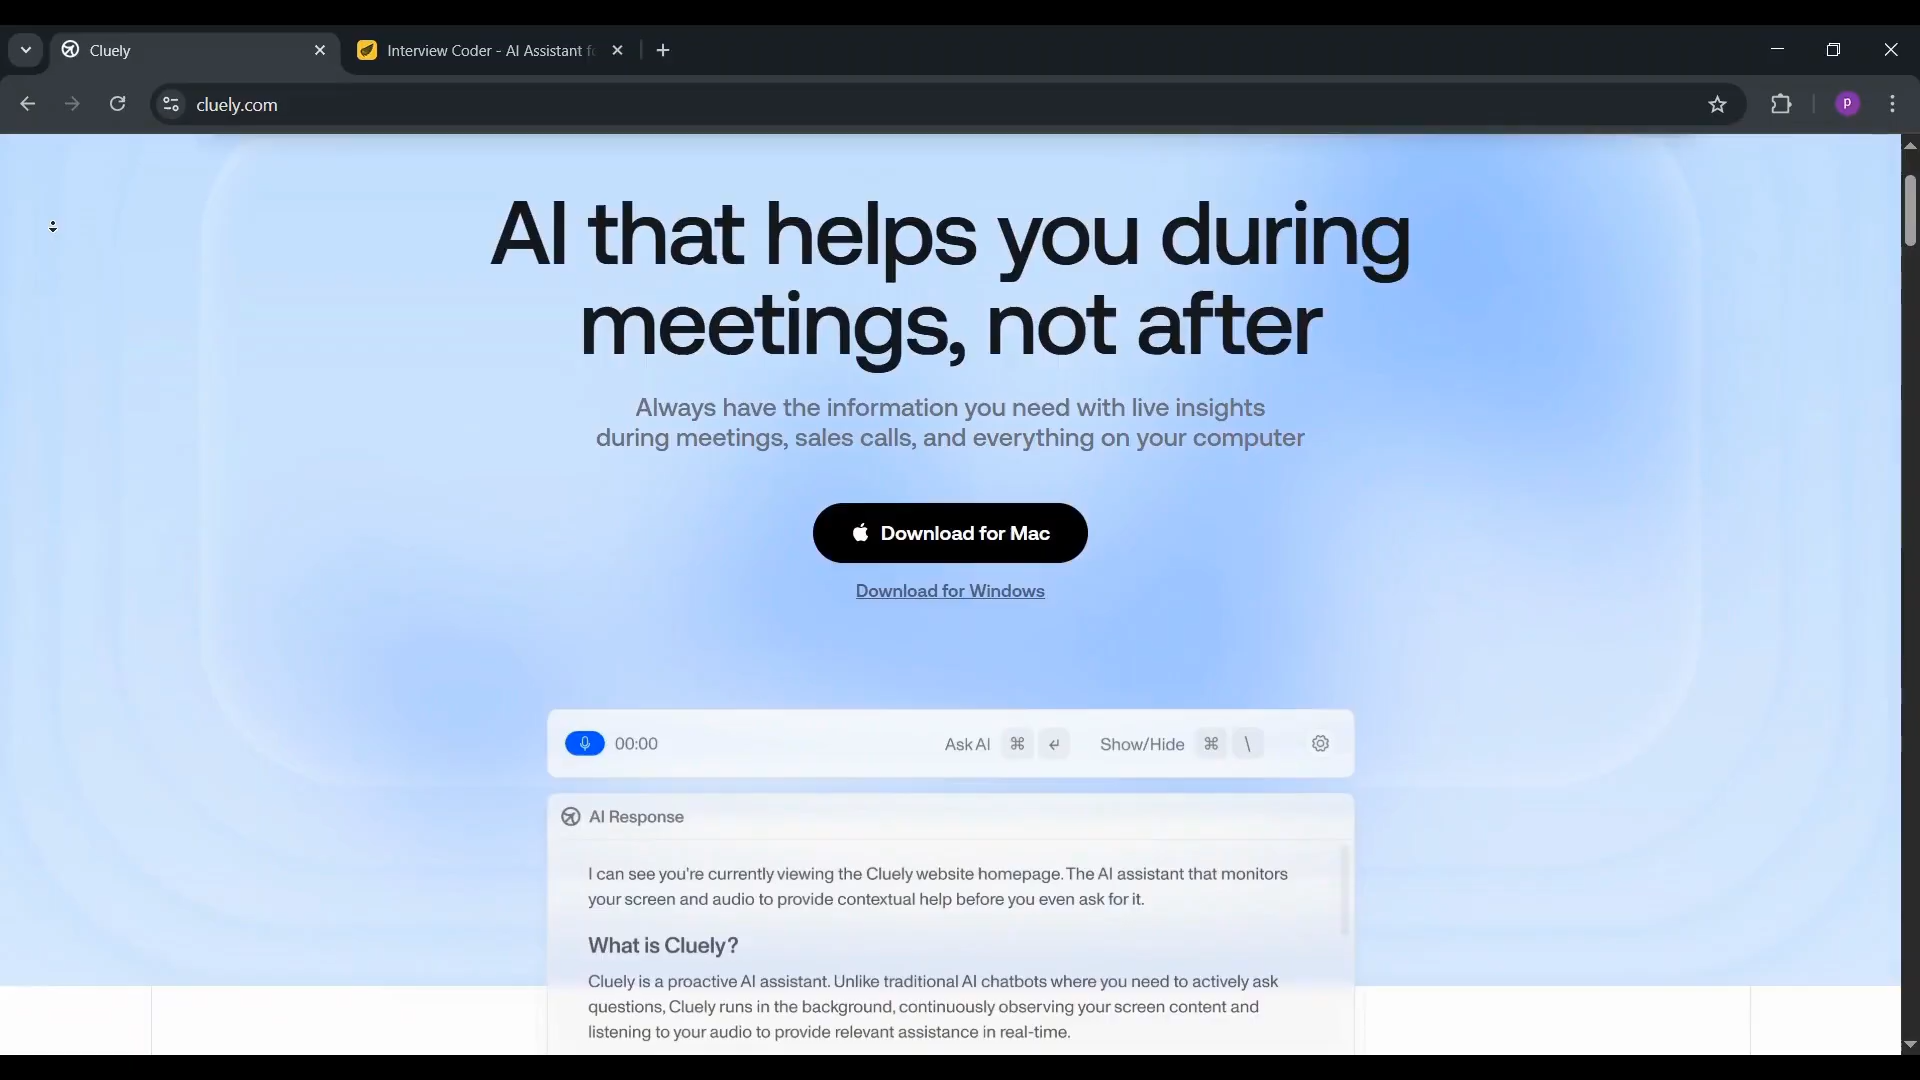 Cluely
Interview Coder - AI Assistant fo
cluely.com
P
AI that helps you during
meetings, not after
Always have the information you need with live insights
during meetings, sales calls, and everything on your computer
Download for Mac
Download for Windows
00:00
Ask AI ⌘ ↵ Show/Hide ⌘ \
AI Response
I can see you're currently viewing the Cluely website homepage. The AI assistant that monitors
your screen and audio to provide contextual help before you even ask for it.
What is Cluely?
Cluely is a proactive AI assistant. Unlike traditional AI chatbots where you need to actively ask
questions, Cluely runs in the background, continuously observing your screen content and
listening to your audio to provide relevant assistance in real-time.